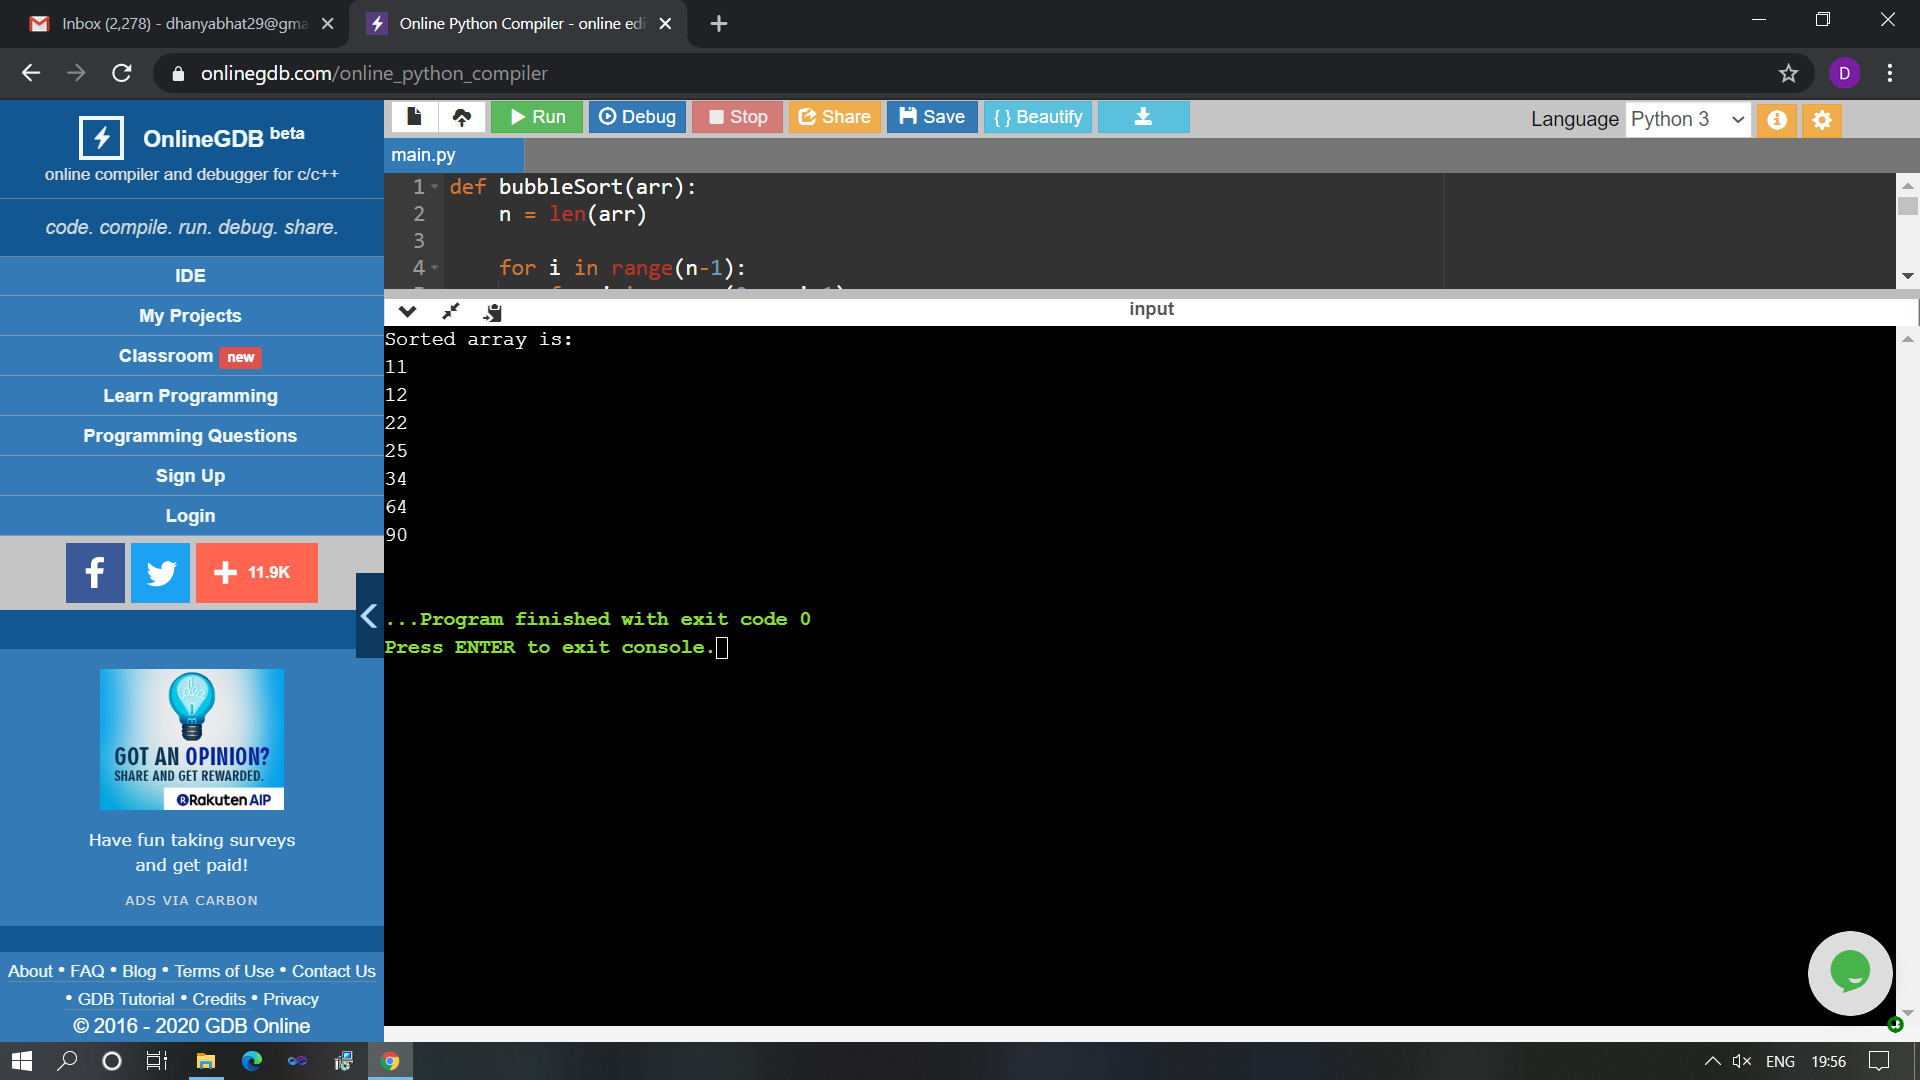 Inbox (2,278) - dhanyabhat29@gma
Online Python Compiler - online edi
onlinegdb.com/online_python_compiler
D
OnlineGDB beta
online compiler and debugger for c/c++
code. compile. run. debug. share.
IDE
My Projects
Classroom new
Learn Programming
Programming Questions
Sign Up
Login
f
+ 11.9K
idea
GOT AN OPINION?
SHARE AND GET REWARDED.
Rakuten AIP
Have fun taking surveys
and get paid!
ADS VIA CARBON
About • FAQ • Blog • Terms of Use • Contact Us
• GDB Tutorial • Credits • Privacy
© 2016 - 2020 GDB Online
Run Debug Stop Share Save {} Beautify
Language Python 3
main.py
1 def bubbleSort(arr):
2 n = len(arr)
3
4 for i in range(n-1):
input
Sorted array is:
11
12
22
25
34
64
90
...Program finished with exit code 0
Press ENTER to exit console.
ENG 19:56